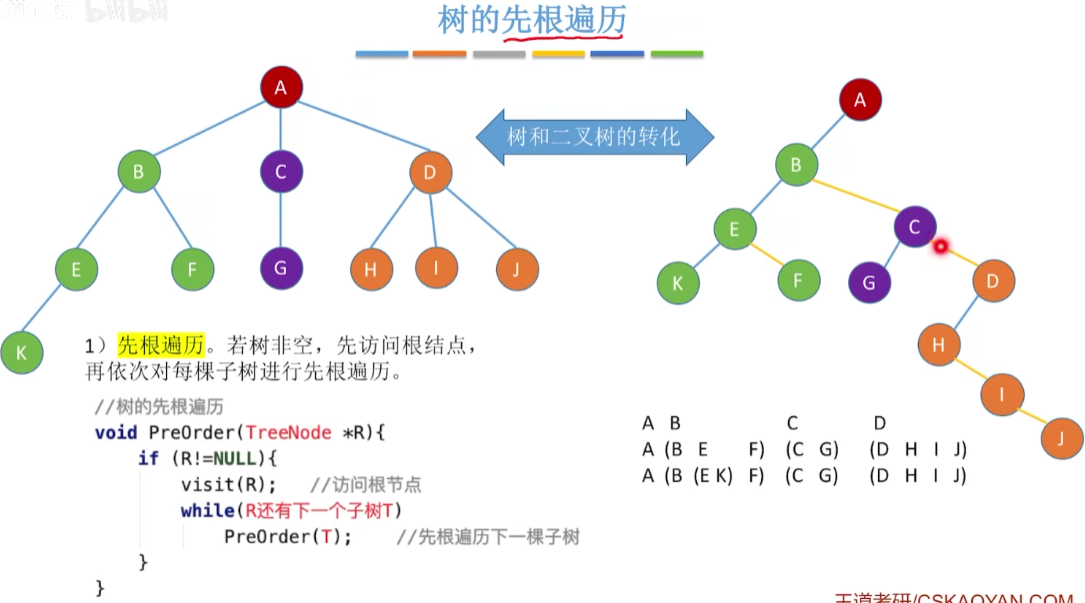 bilibili
树的先根遍历
A
B
C
D
E
F
G
H
I
J
K
树和二叉树的转化
A
B
E
C
K
F
G
D
H
I
J
1）先根遍历。若树非空，先访问根结点，
再依次对每棵子树进行先根遍历。
//树的先根遍历
void PreOrder(TreeNode *R){
if (R!=NULL){
visit(R); //访问根节点
while(R还有下一个子树T)
PreOrder(T); //先根遍历下一棵子树
}
}
A B C D
A (B E F) (C G) (D H I J)
A (B (E K) F) (C G) (D H I J)
王道考研/CSKAOYAN.COM